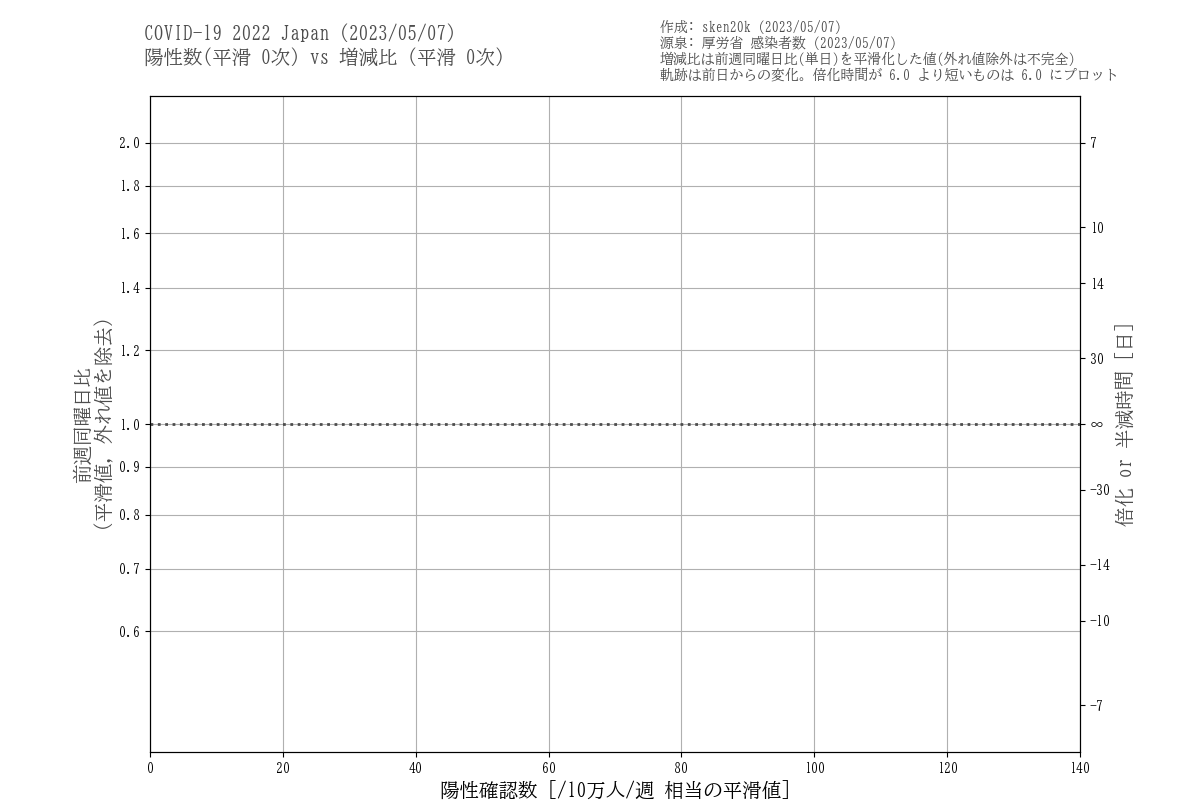 COVID-19 2022 Japan (2023/05/07)
陽性数(平滑 0次) vs 増減比 (平滑 0次)
作成: sken20k (2023/05/07)
源泉: 厚労省 感染者数 (2023/05/07)
増減比は前週同曜日比(単日)を平滑化した値(外れ値除外は不完全)
軌跡は前日からの変化。倍化時間が 6.0 より短いものは 6.0 にプロット
前週同曜日比
(平滑値, 外れ値を除去)
2.0
1.8
1.6
1.4
1.2
1.0
0.9
0.8
0.7
0.6
7
10
14
30
∞
-30
-14
-10
-7
倍化 or 半減時間 [日]
0 20 40 60 80 100 120 140
陽性確認数 [/10万人/週 相当の平滑値]